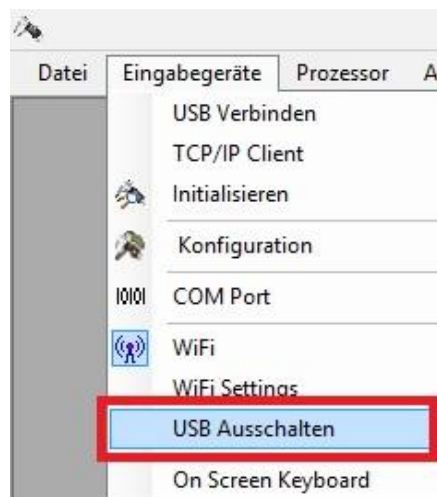 Datei Eingabegeräte Prozessor A
USB Verbinden
TCP/IP Client
Initialisieren
Konfiguration
COM Port
WiFi
WiFi Settings
USB Ausschalten
On Screen Keyboard